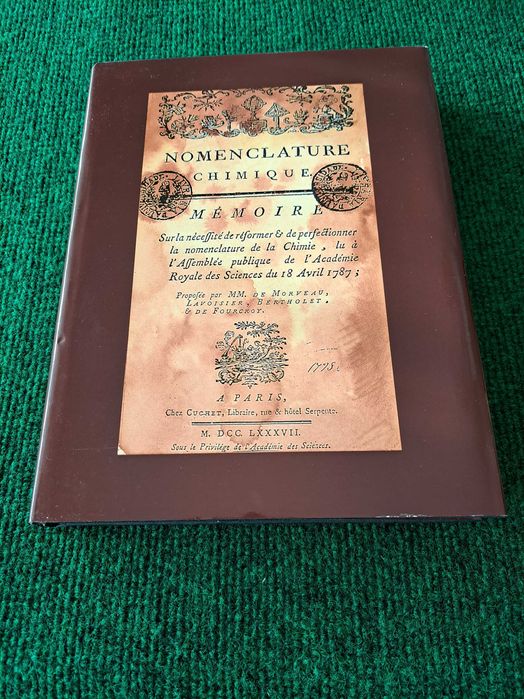 NOMENCLATURE
CHIMIQUE.
MÉMOIRE
Sur la néceſſité de réformer & de perfectionner
la nomenclature de la Chimie, lu à
l'Aſſemblée publique de l'Académie
Royale des Sciences du 18 Avril 1787;
Propoſée par MM. DE MORVEAU,
LAVOISIER, BERTHOLET.
& DE FOURCROY.
A PARIS,
Chez CUCHET, Libraire, rue & hôtel Serpente.
M. DCC. LXXXVII.
Sous le Privilége de l'Académie des Sciences.